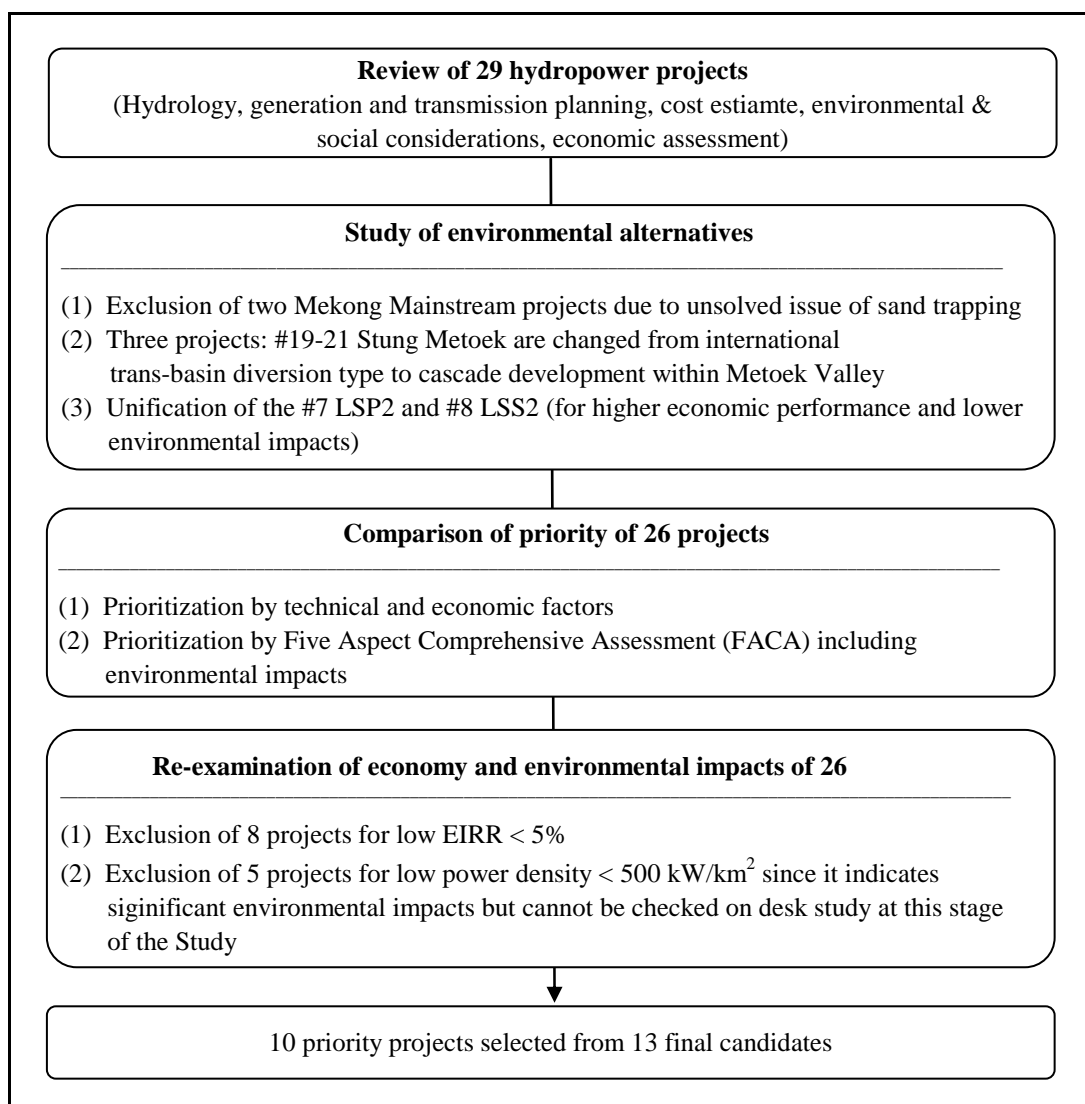 Review of 29 hydropower projects
(Hydrology, generation and transmission planning, cost estiamte, environmental &
social considerations, economic assessment)
Study of environmental alternatives
(1) Exclusion of two Mekong Mainstream projects due to unsolved issue of sand trapping
(2) Three projects: #19-21 Stung Metoek are changed from international
trans-basin diversion type to cascade development within Metoek Valley
(3) Unification of the #7 LSP2 and #8 LSS2 (for higher economic performance and lower
environmental impacts)
Comparison of priority of 26 projects
(1) Prioritization by technical and economic factors
(2) Prioritization by Five Aspect Comprehensive Assessment (FACA) including
environmental impacts
Re-examination of economy and environmental impacts of 26
(1) Exclusion of 8 projects for low EIRR < 5%
(2) Exclusion of 5 projects for low power density < 500 kW/km² since it indicates
siginificant environmental impacts but cannot be checked on desk study at this stage
of the Study
10 priority projects selected from 13 final candidates